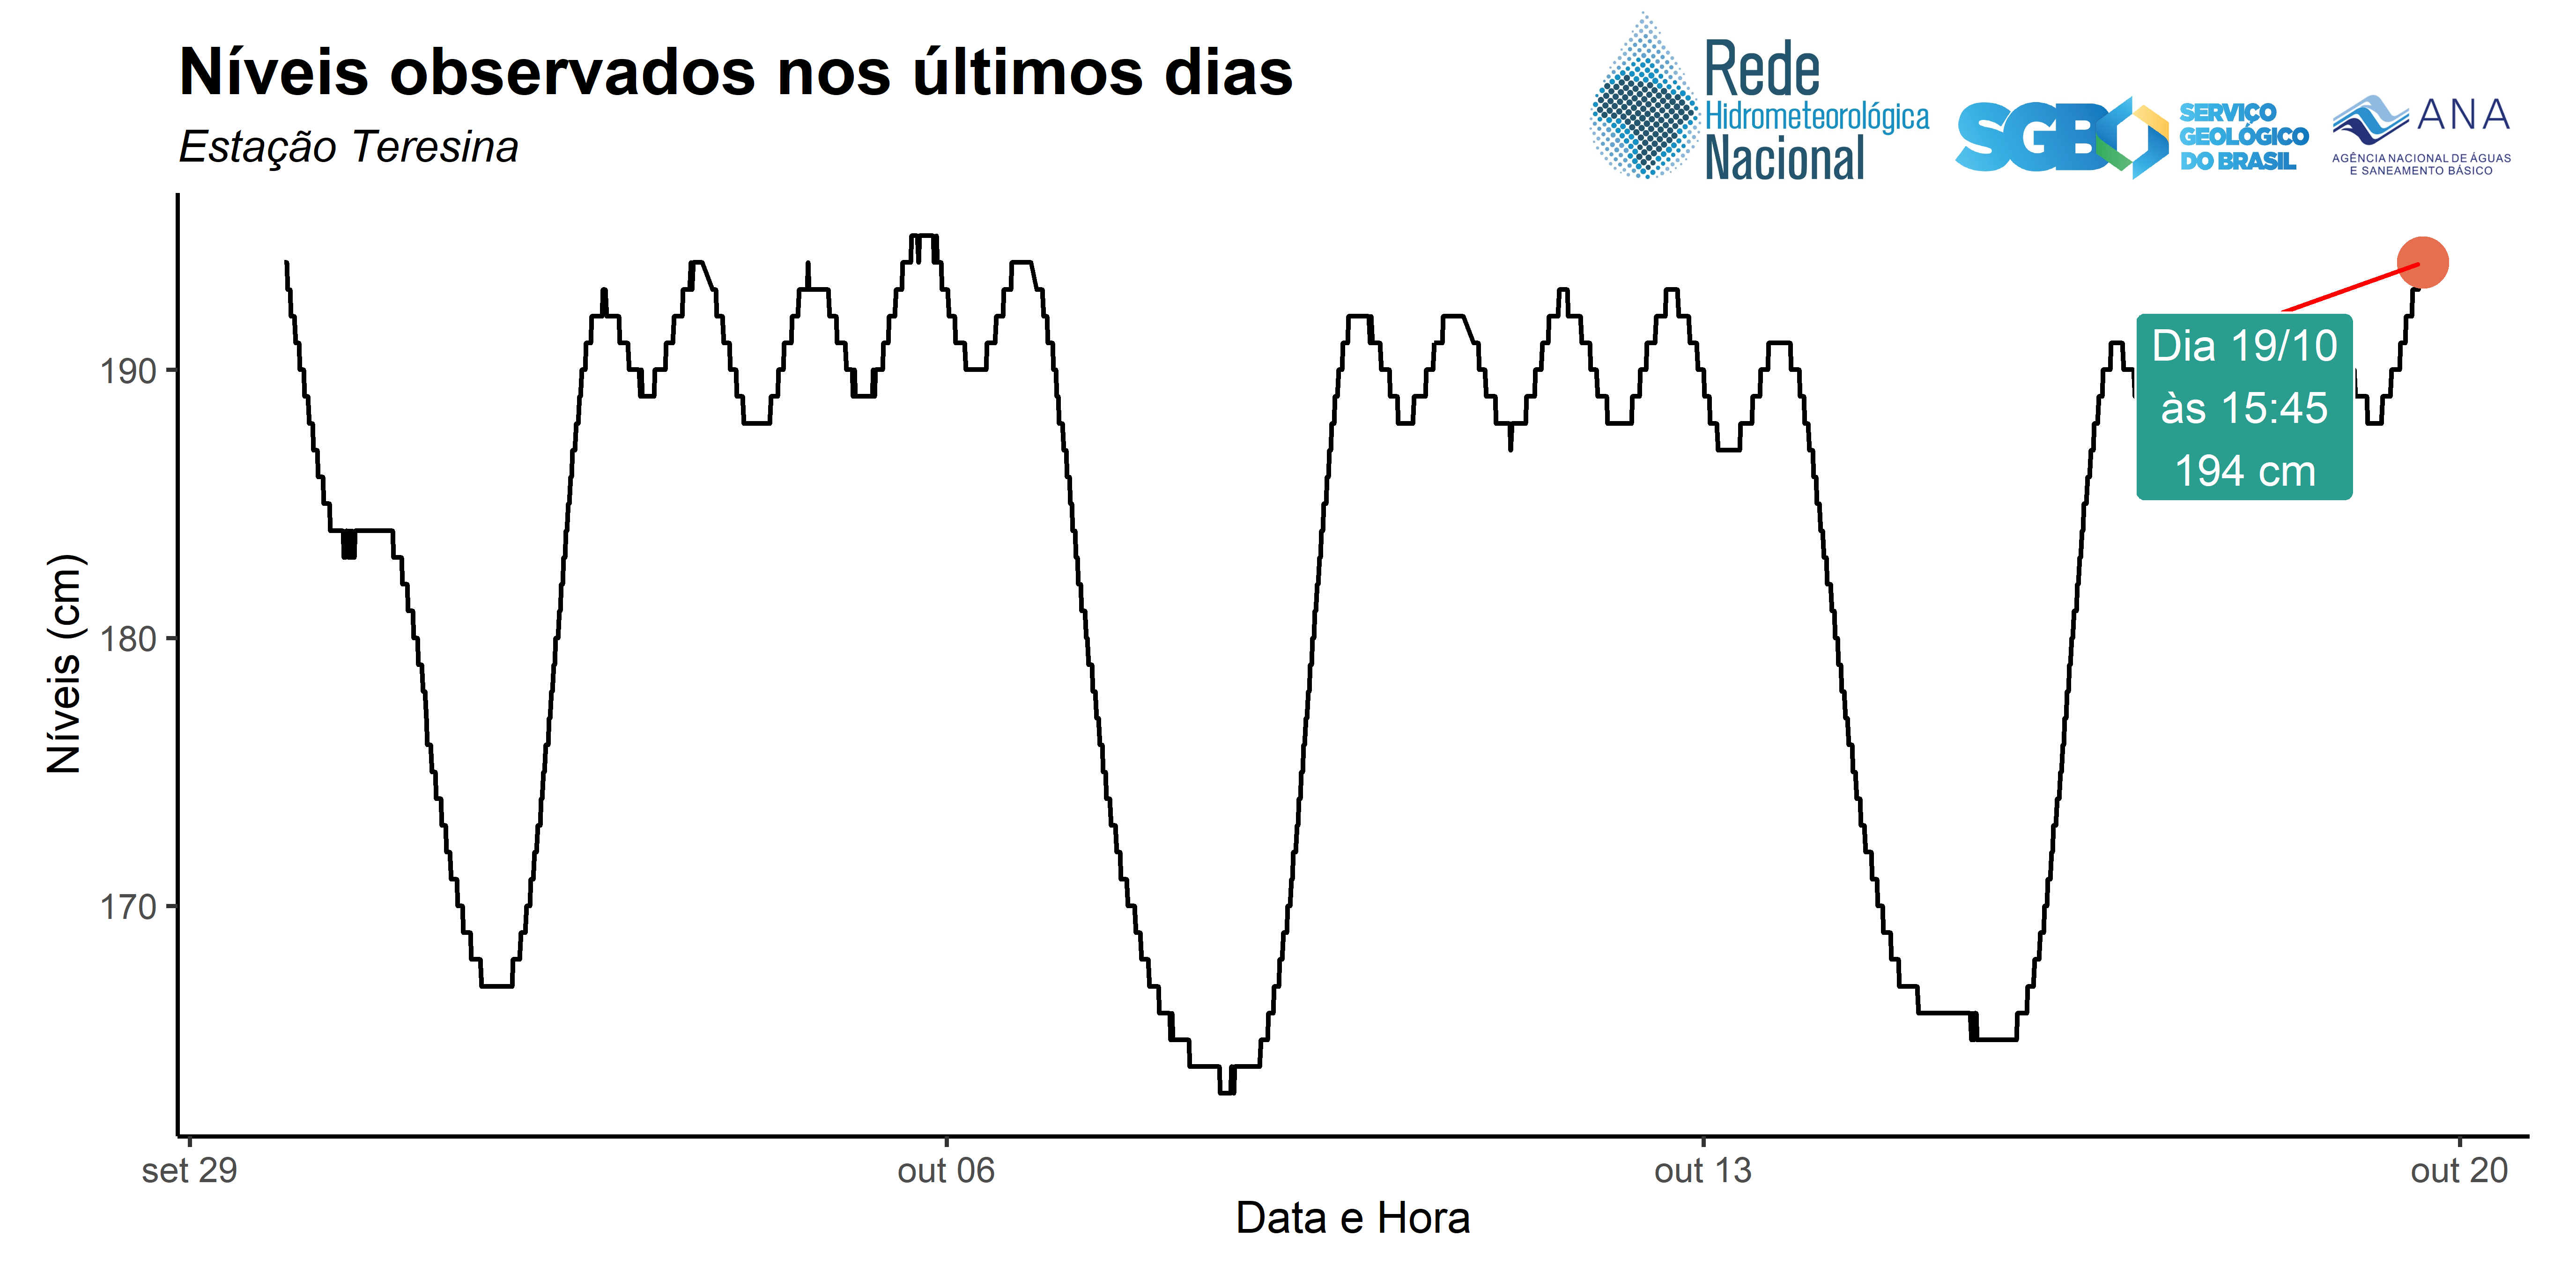 Níveis observados nos últimos dias
Estação Teresina
Rede
Hidrometeorológica
Nacional
SGB
SERVIÇO
GEOLÓGICO
DO BRASIL
ANA
AGÊNCIA NACIONAL DE ÁGUAS
E SANEAMENTO BÁSICO
Níveis (cm)
190
180
170
Dia 19/10
às 15:45
194 cm
set 29
out 06
out 13
out 20
Data e Hora